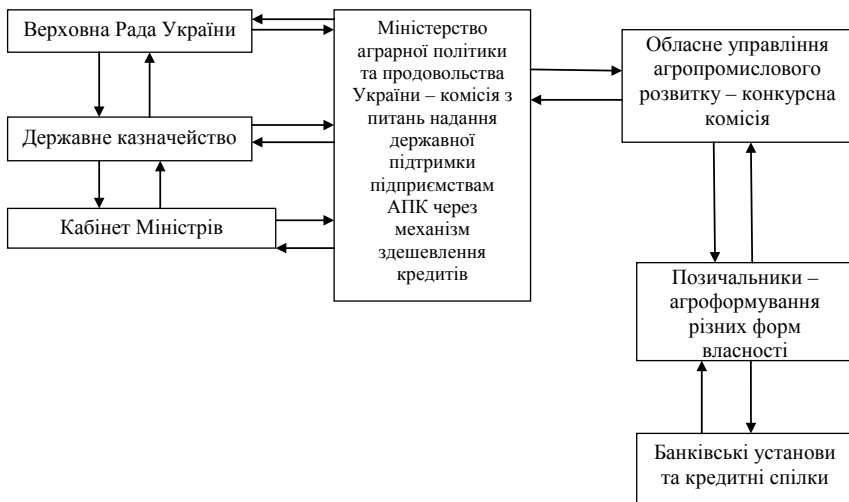 Верховна Рада України
Державне казначейство
Кабінет Міністрів
Міністерство
аграрної політики
та продовольства
України – комісія з
питань надання
державної
підтримки
підприємствам
АПК через
механізм
здешевлення
кредитів
Обласне управління
агропромислового
розвитку – конкурсна
комісія
Позичальники –
агроформування
різних форм
власності
Банківські установи
та кредитні спілки